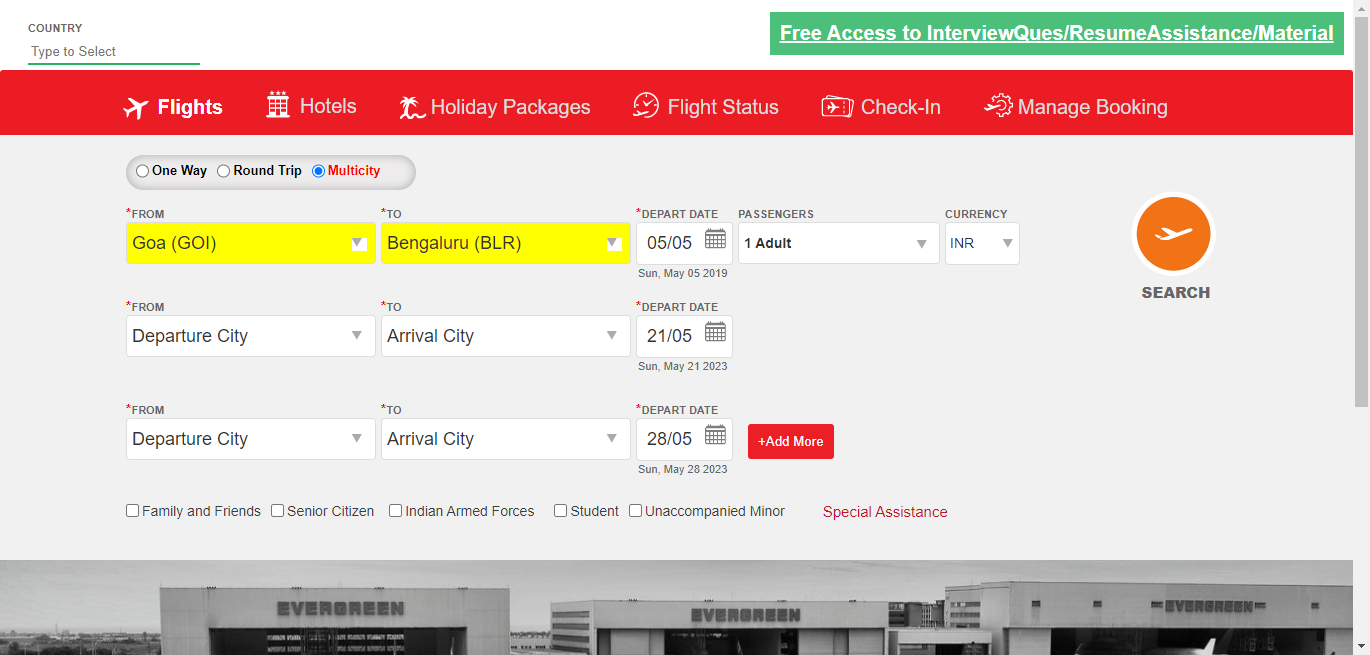 COUNTRY
Type to Select
Free Access to InterviewQues/ResumeAssistance/Material
Flights Hotels Holiday Packages Flight Status Check-In Manage Booking
One Way Round Trip Multicity
*FROM *TO *DEPART DATE PASSENGERS CURRENCY
Goa (GOI) Bengaluru (BLR) 05/05 1 Adult INR
Sun, May 05 2019
SEARCH
*FROM *TO *DEPART DATE
Departure City Arrival City 21/05
Sun, May 21 2023
*FROM *TO *DEPART DATE
Departure City Arrival City 28/05 +Add More
Sun, May 28 2023
Family and Friends Senior Citizen Indian Armed Forces Student Unaccompanied Minor Special Assistance
EVERGREEN EVERGREEN EVERGREEN